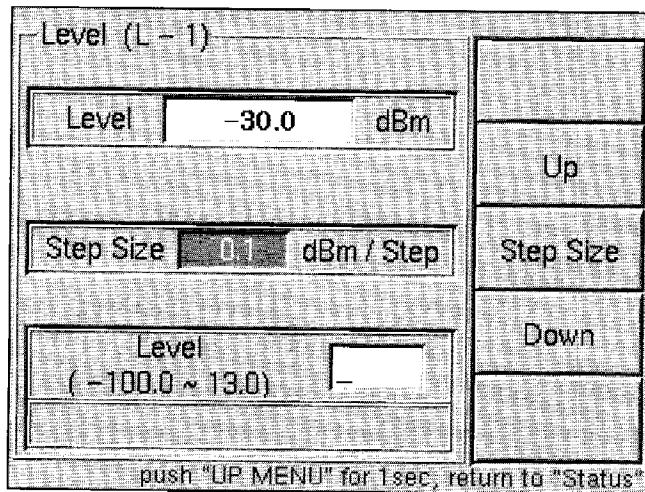 Level (L - 1)
Level -30.0 dBm
Up
Step Size 0.1 dBm / Step
Step Size
Down
Level
( -100.0 ~ 13.0)
_
push "UP MENU" for 1sec, return to "Status"